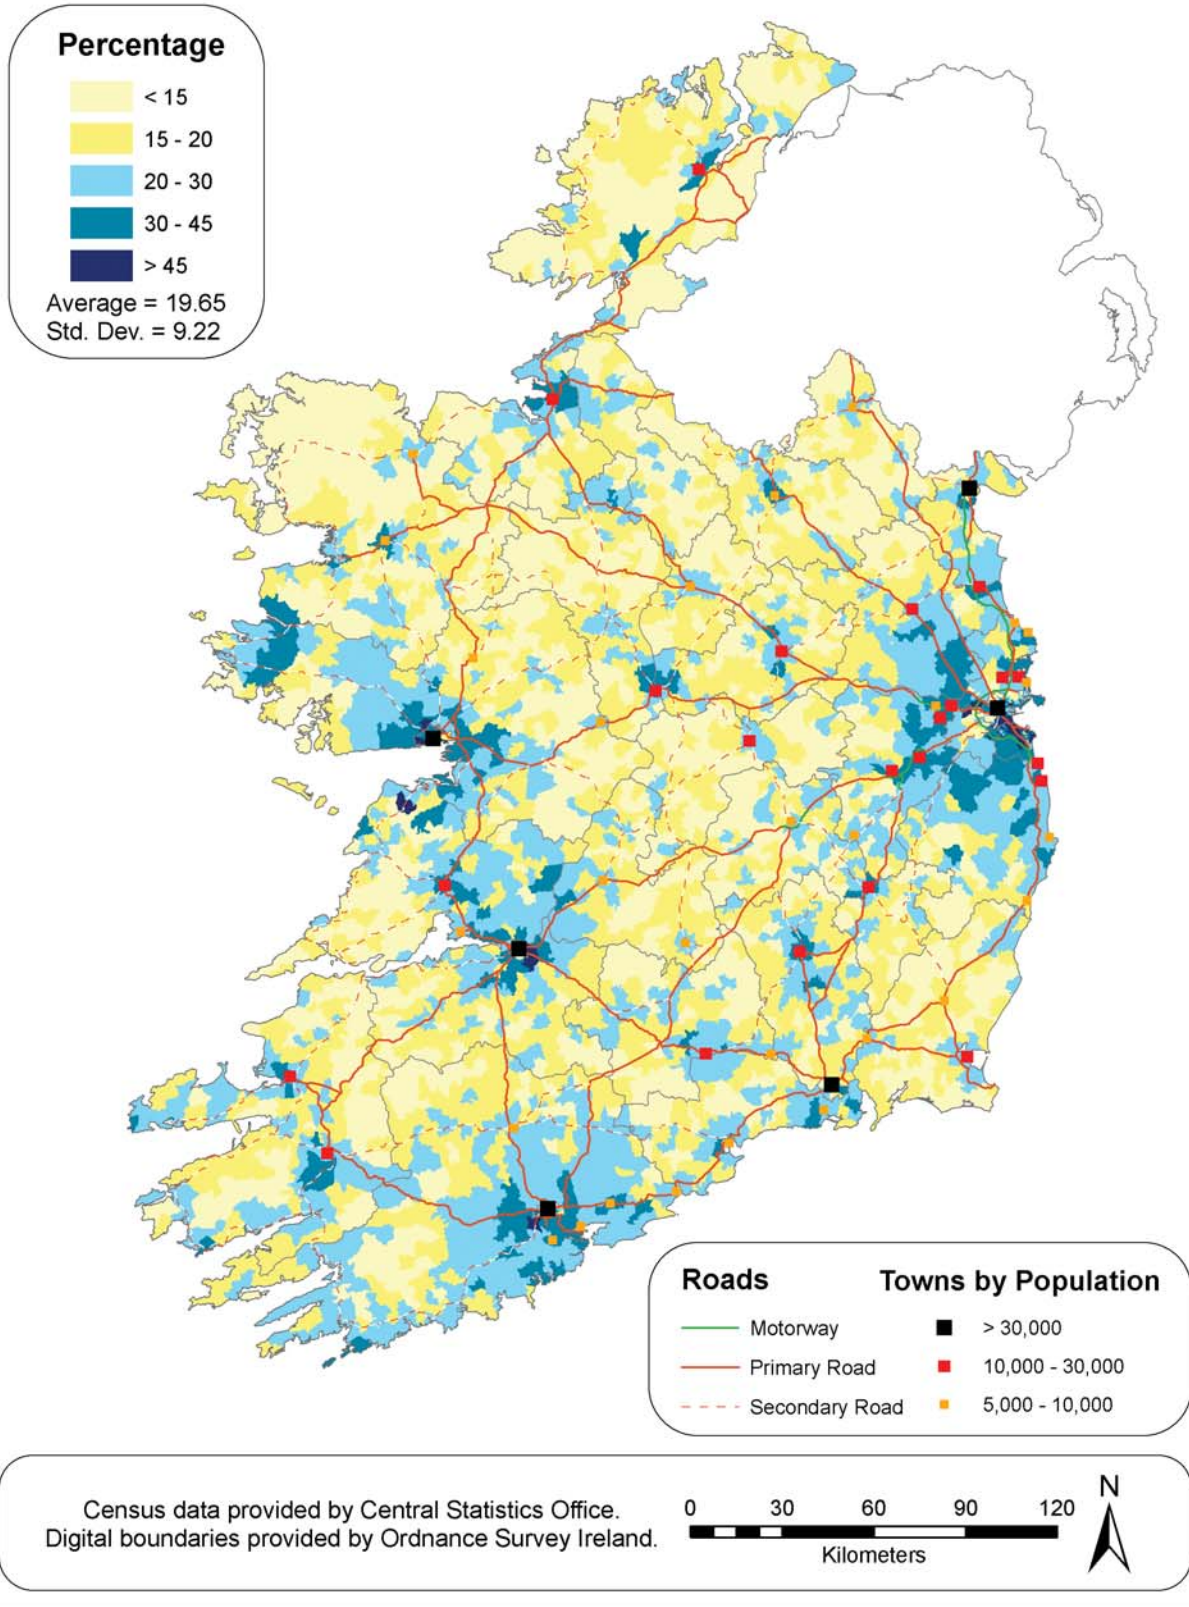 Percentage
< 15
15 - 20
20 - 30
30 - 45
> 45
Average = 19.65
Std. Dev. = 9.22
Roads
Motorway
Primary Road
Secondary Road
Towns by Population
> 30,000
10,000 - 30,000
5,000 - 10,000
Census data provided by Central Statistics Office.
Digital boundaries provided by Ordnance Survey Ireland.
0 30 60 90 120
Kilometers
N